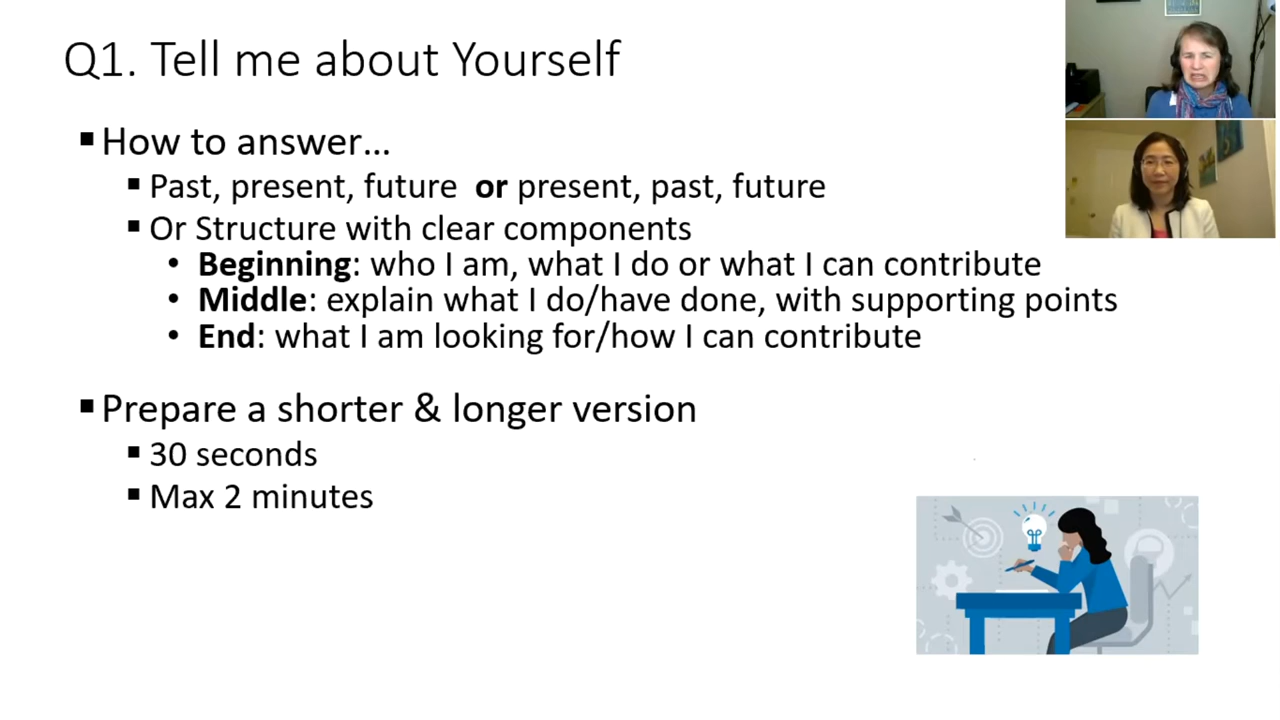 Q1. Tell me about Yourself
▪ How to answer…
▪ Past, present, future or present, past, future
▪ Or Structure with clear components
• Beginning: who I am, what I do or what I can contribute
• Middle: explain what I do/have done, with supporting points
• End: what I am looking for/how I can contribute
▪ Prepare a shorter & longer version
▪ 30 seconds
▪ Max 2 minutes